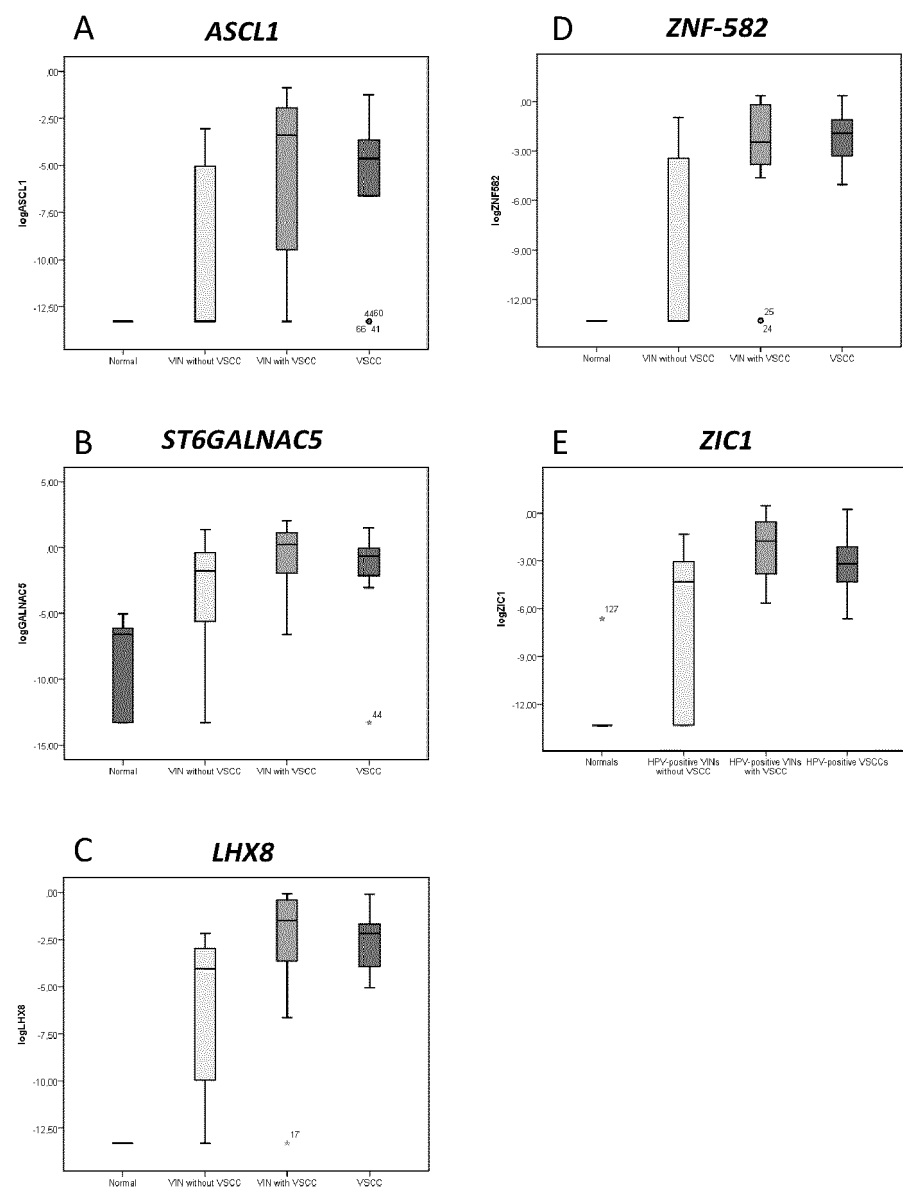 A
ASCL1
.00
-2.50
-5.00
-7.50
-10.00
-12.50
logASCL1
4460
66 41
Normal
VIN without VSCC
VIN with VSCC
VSCC
B
ST6GALNAC5
5.00
.00
-5.00
-10.00
-15.00
logGALNAC5
44
Normal
VIN without VSCC
VIN with VSCC
VSCC
C
LHX8
.00
-2.50
-5.00
-7.50
-10.00
-12.50
logLHX8
17
Normal
VIN without VSCC
VIN with VSCC
VSCC
D
ZNF-582
.00
-3.00
-6.00
-9.00
-12.00
logZNF582
25
24
Normal
VIN without VSCC
VIN with VSCC
VSCC
E
ZIC1
.00
-3.00
-6.00
-9.00
-12.00
logZIC1
127
Normals
HPV-positive VINs
without VSCC
HPV-positive VINs
with VSCC
HPV-positive VSCCs